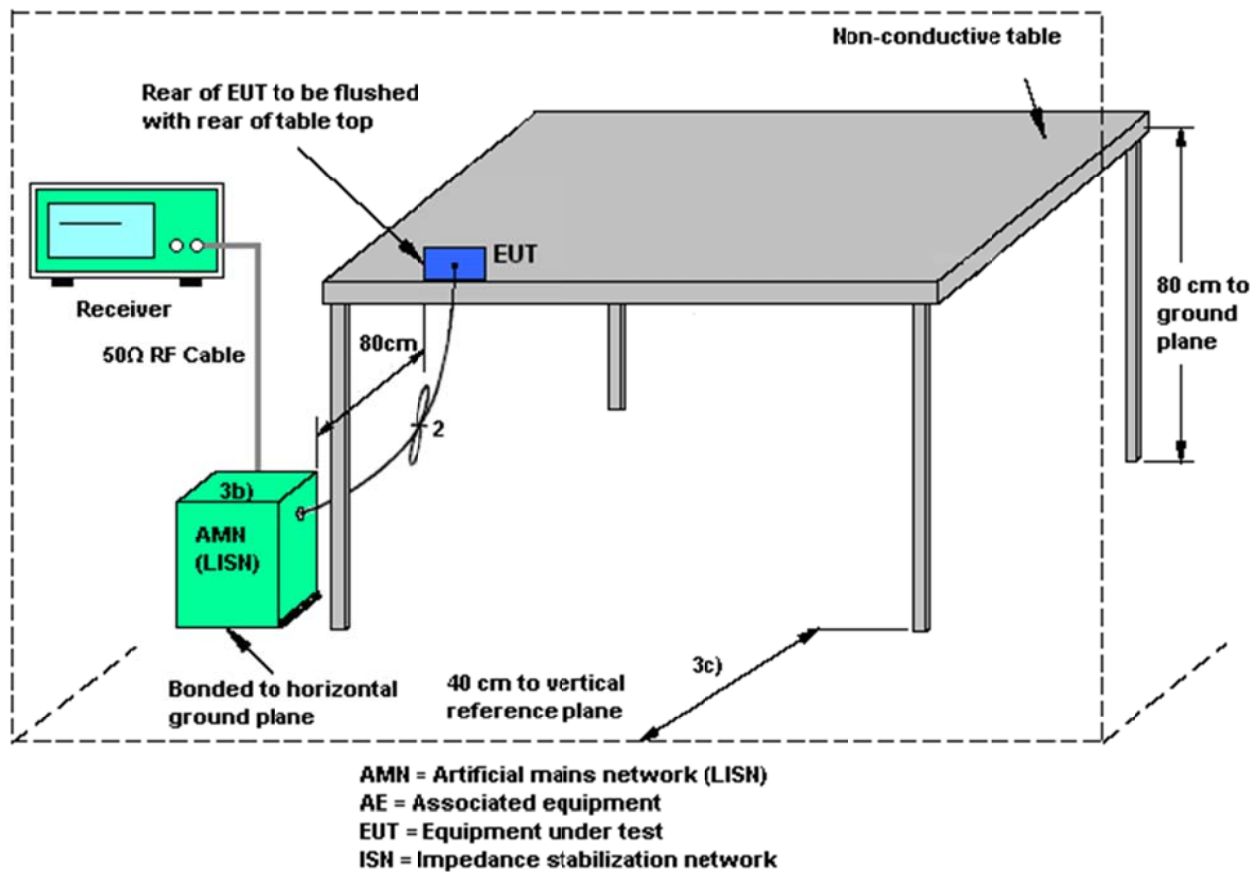 Non-conductive table
Rear of EUT to be flushed
with rear of table top
EUT
Receiver
80 cm to
ground
plane
80cm
50Ω RF Cable
2
3b)
AMN
(LISN)
3c)
Bonded to horizontal
ground plane
40 cm to vertical
reference plane
AMN = Artificial mains network (LISN)
AE = Associated equipment
EUT = Equipment under test
ISN = Impedance stabilization network